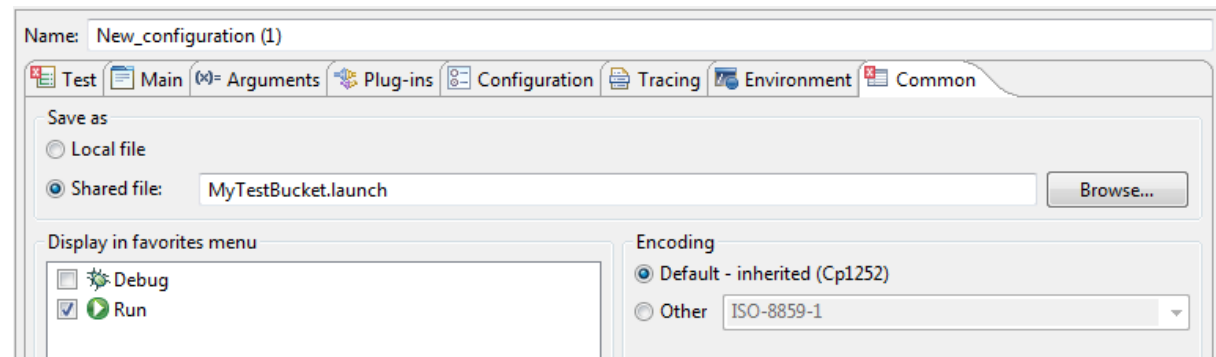 Name: New_configuration (1)
Test Main (x)= Arguments Plug-ins Configuration Tracing Environment Common
Save as
Local file
Shared file: MyTestBucket.launch Browse...
Display in favorites menu
Debug
Run
Encoding
Default - inherited (Cp1252)
Other ISO-8859-1